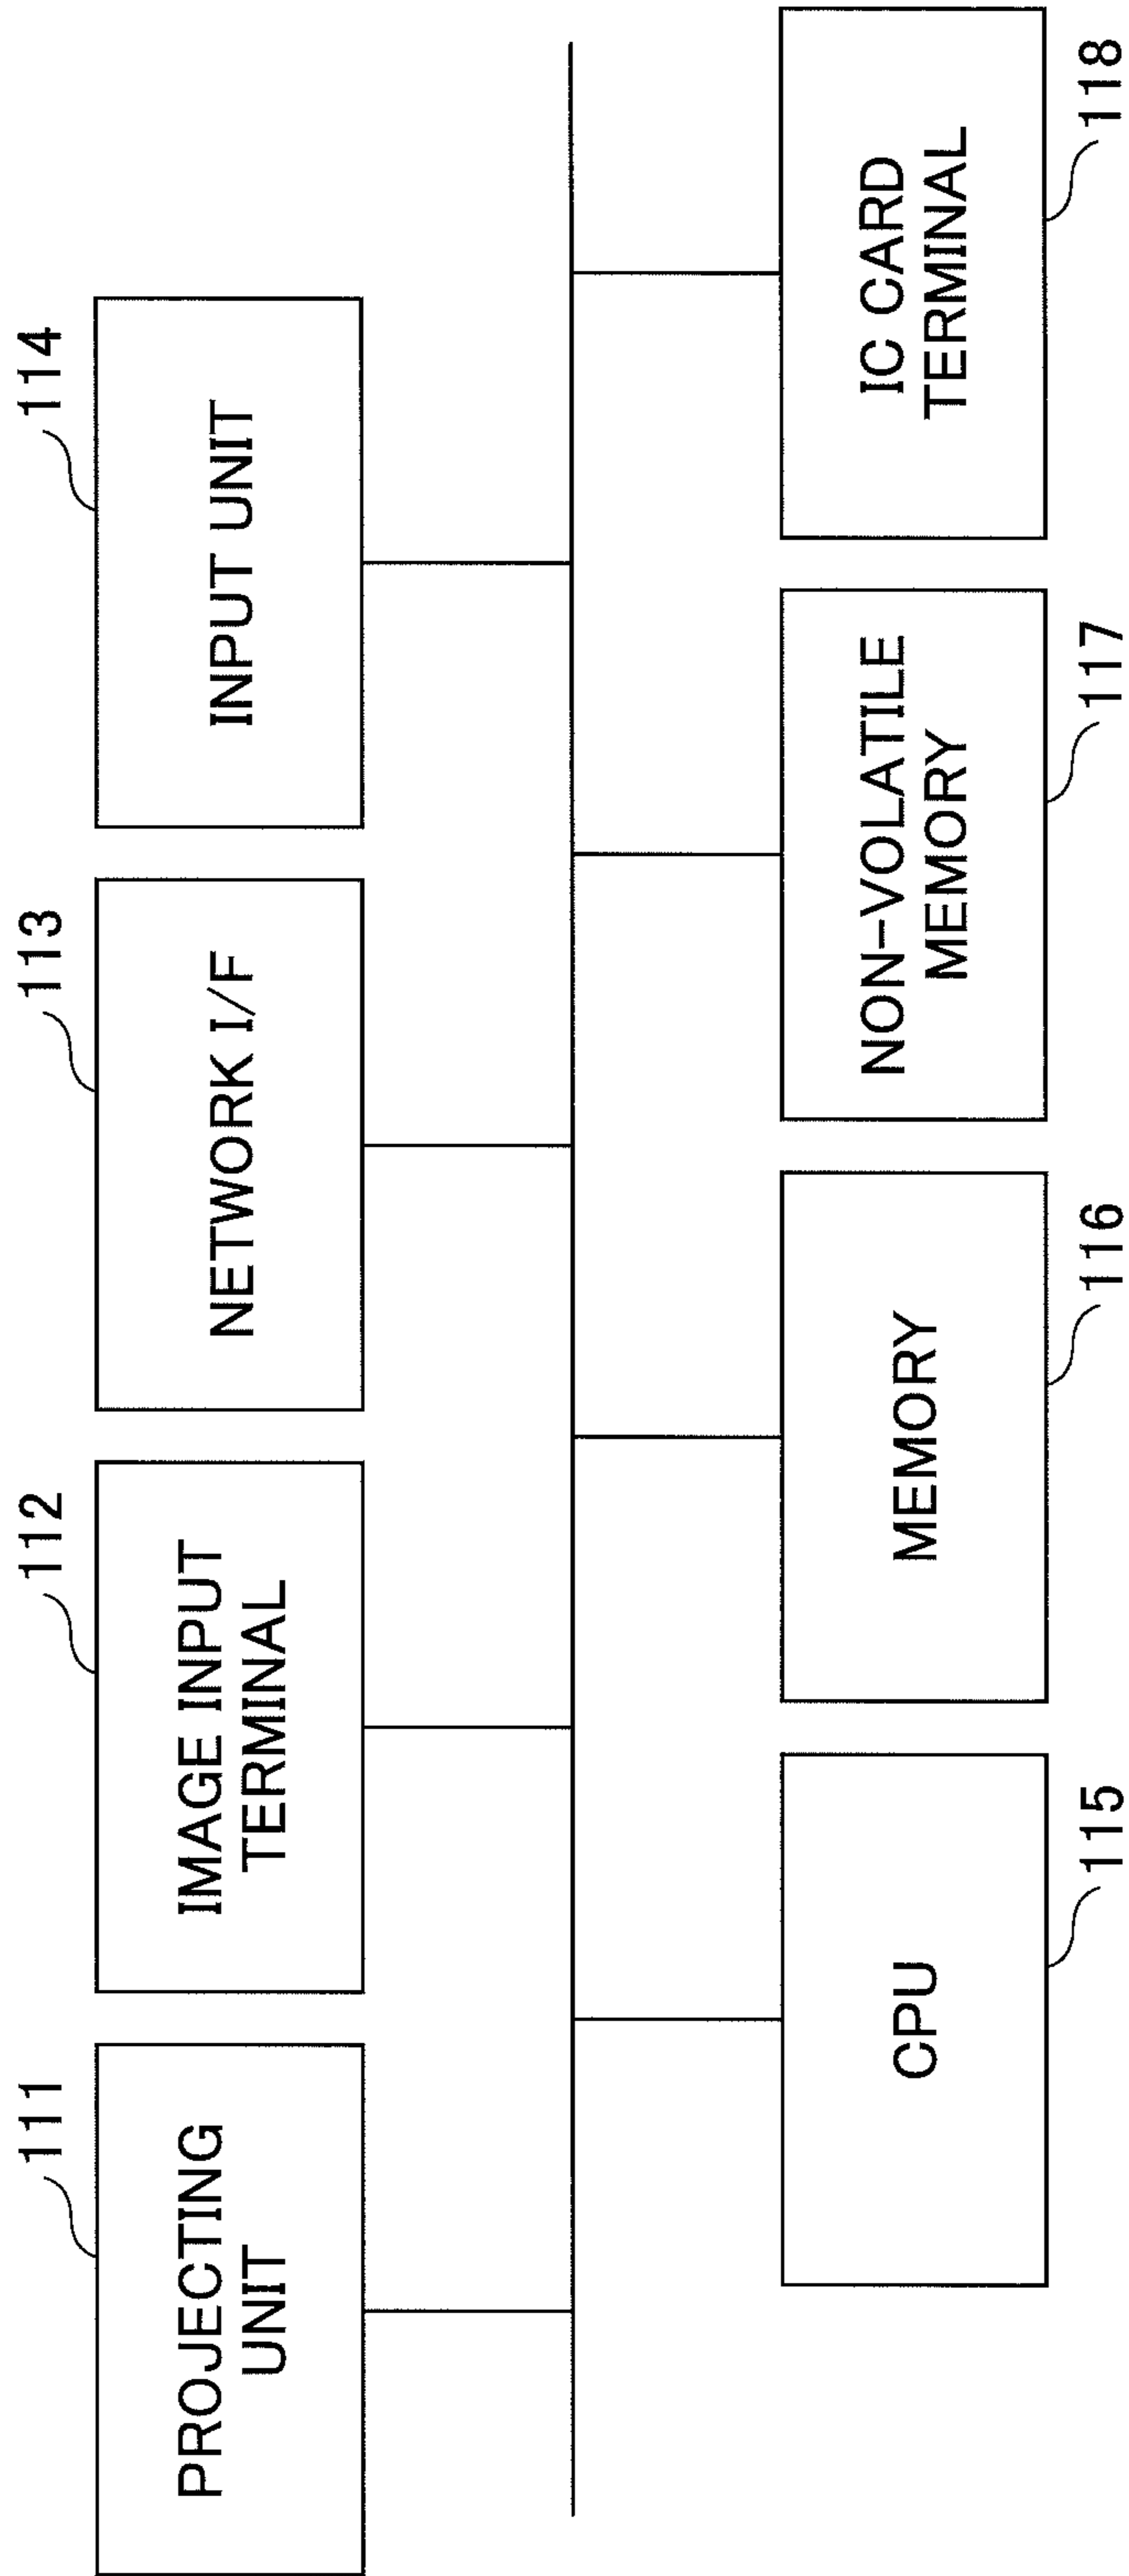 111
PROJECTING
UNIT
112
IMAGE INPUT
TERMINAL
113
NETWORK I/F
114
INPUT UNIT
CPU
115
MEMORY
116
NON-VOLATILE
MEMORY
117
IC CARD
TERMINAL
118